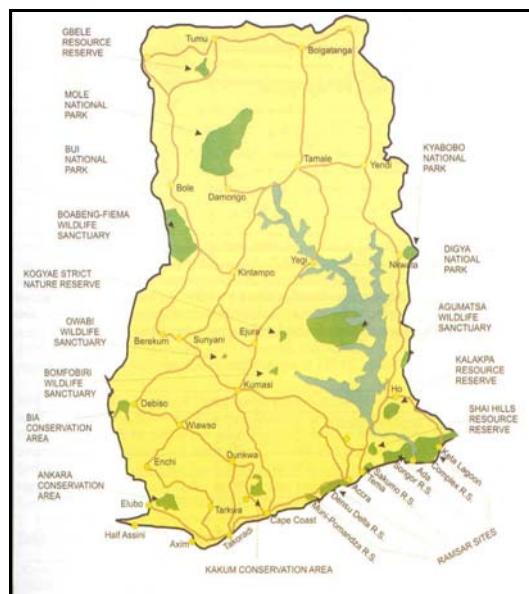 GBELE
RESOURCE
RESERVE
Tumu
Bolgatanga
MOLE
NATIONAL
PARK
BUI
NATIONAL
PARK
KYABOBO
NATIONAL
PARK
Tamale
Yendi
Bole
Damongo
BOABENG-FIEMA
WILDLIFE
SANCTUARY
DIGYA
NATIOAL
PARK
Nkwanta
Yegi
KOGYAE STRICT
NATURE RESERVE
Kintampo
AGUMATSA
WILDLIFE
SANCTUARY
OWABI
WILDLIFE
SANCTUARY
Berekum
Sunyani
Ejura
KALAKPA
RESOURCE
RESERVE
BOMFOBIRI
WILDLIFE
SANCTUARY
Kumasi
Ho
Debiso
SHAI HILLS
RESOURCE
RESERVE
BIA
CONSERVATION
AREA
Wiawso
Enchi
Dunkwa
Keta Lagoon
Complex R.S.
Ada
Songor R.S.
Sakumo R.S.
Tema
Accra
Densu Delta R.S.
Muni-Pomandza R.S.
ANKARA
CONSERVATION
AREA
Elubo
Tarkwa
Cape Coast
Half Assini
Axim
Takoradi
RAMSAR SITES
KAKUM CONSERVATION AREA